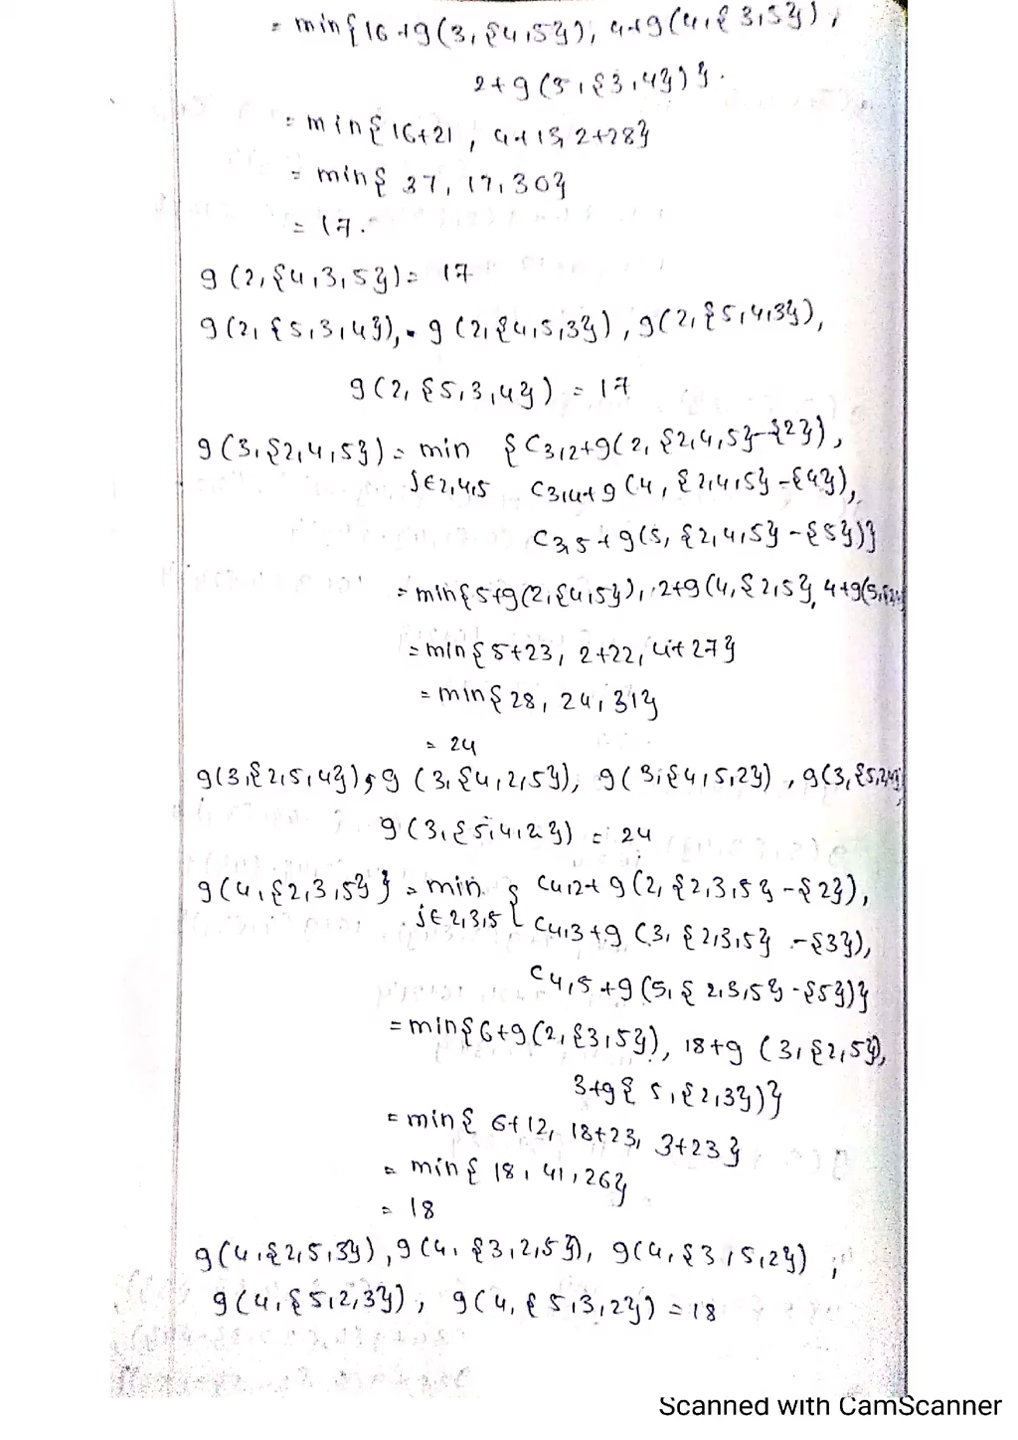 = min{16+g(3,{4,5}), 4+g(4,{3,5}),
2+g(5,{3,4})}.
= min{16+21, 4+13, 2+28}
= min{37, 17, 30}
= 17.
g(2,{4,3,5}) = 17
g(2,{5,3,4}), g(2,{4,5,3}), g(2,{5,4,3}),
g(2,{5,3,4}) = 17
g(3,{2,4,5}) = min {C3,2+g(2,{2,4,5}-{2}),
j∈2,4,5 C3,4+g(4,{2,4,5}-{4}),
C3,5+g(5,{2,4,5}-{5})}
= min{5+g(2,{4,5}), 2+g(4,{2,5}, 4+g(5,{2,4
= min{5+23, 2+22, 4+27}
= min{28, 24, 31}
= 24
g(3,{2,5,4}), g(3,{4,2,5}), g(3,{4,5,2}), g(3,{5,2,4}
g(3,{5,4,2}) = 24
g(4,{2,3,5}} = min { C4,2+g(2,{2,3,5}-{2}),
j∈2,3,5 C4,3+g(3,{2,3,5}-{3}),
C4,5+g(5,{2,3,5}-{5})}
= min{6+g(2,{3,5}), 18+g(3,{2,5}),
3+g{5,{2,3})}
= min{6+12, 18+23, 3+23}
= min{18, 41, 26}
= 18
g(4,{2,5,3}), g(4,{3,2,5}), g(4,{3,5,2}),
g(4,{5,2,3}), g(4,{5,3,2}) = 18
Scanned with CamScanner